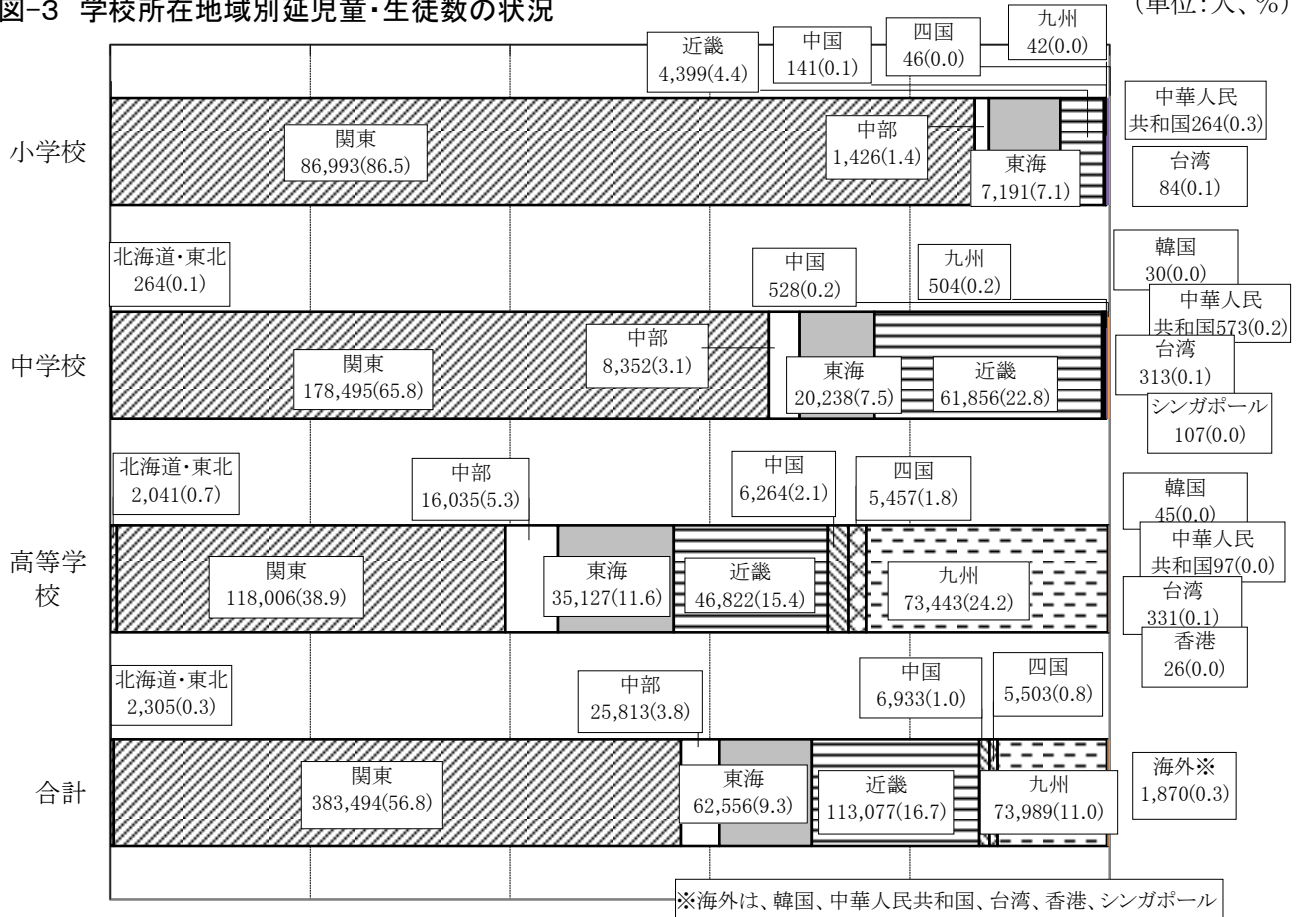 図-3 学校所在地域別延児童・生徒数の状況
(単位:人、%)
近畿
4,399(4.4)
中国
141(0.1)
四国
46(0.0)
九州
42(0.0)
小学校
関東
86,993(86.5)
中部
1,426(1.4)
東海
7,191(7.1)
中華人民
共和国264(0.3)
台湾
84(0.1)
北海道・東北
264(0.1)
中国
528(0.2)
九州
504(0.2)
韓国
30(0.0)
中華人民
共和国573(0.2)
中学校
関東
178,495(65.8)
中部
8,352(3.1)
東海
20,238(7.5)
近畿
61,856(22.8)
台湾
313(0.1)
シンガポール
107(0.0)
北海道・東北
2,041(0.7)
中部
16,035(5.3)
中国
6,264(2.1)
四国
5,457(1.8)
韓国
45(0.0)
高等学
校
関東
118,006(38.9)
東海
35,127(11.6)
近畿
46,822(15.4)
九州
73,443(24.2)
中華人民
共和国97(0.0)
台湾
331(0.1)
香港
26(0.0)
北海道・東北
2,305(0.3)
中部
25,813(3.8)
中国
6,933(1.0)
四国
5,503(0.8)
合計
関東
383,494(56.8)
東海
62,556(9.3)
近畿
113,077(16.7)
九州
73,989(11.0)
海外※
1,870(0.3)
※海外は、韓国、中華人民共和国、台湾、香港、シンガポール